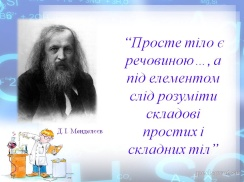 “Просте тіло є
речовиною…, а
під елементом
слід розуміти
складові
простих і
складних тіл”
Д. І. Менделєєв